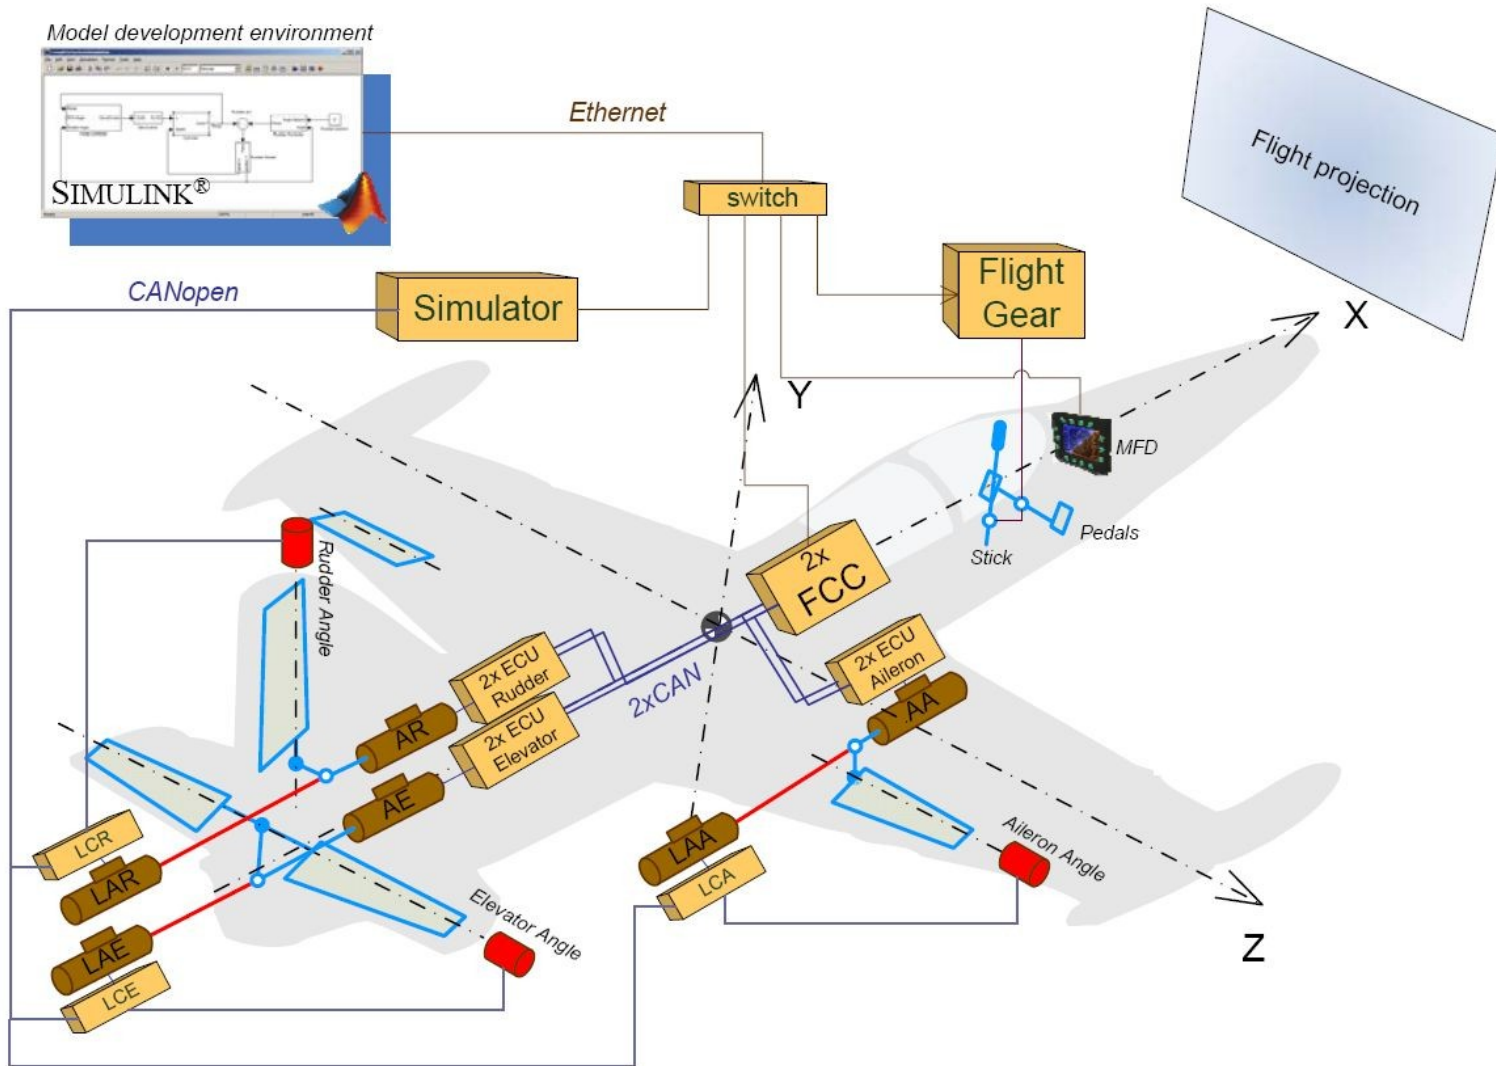 Model development environment
SIMULINK®
Ethernet
switch
CANopen
Simulator
Flight
Gear
Flight projection
X
Y
MFD
Pedals
Stick
2x
FCC
Rudder Angle
2x ECU
Rudder
2x ECU
Elevator
2xCAN
2x ECU
Aileron
AR
AE
AA
LCR
LAR
LAE
LCE
LAA
LCA
Elevator Angle
Aileron Angle
Z